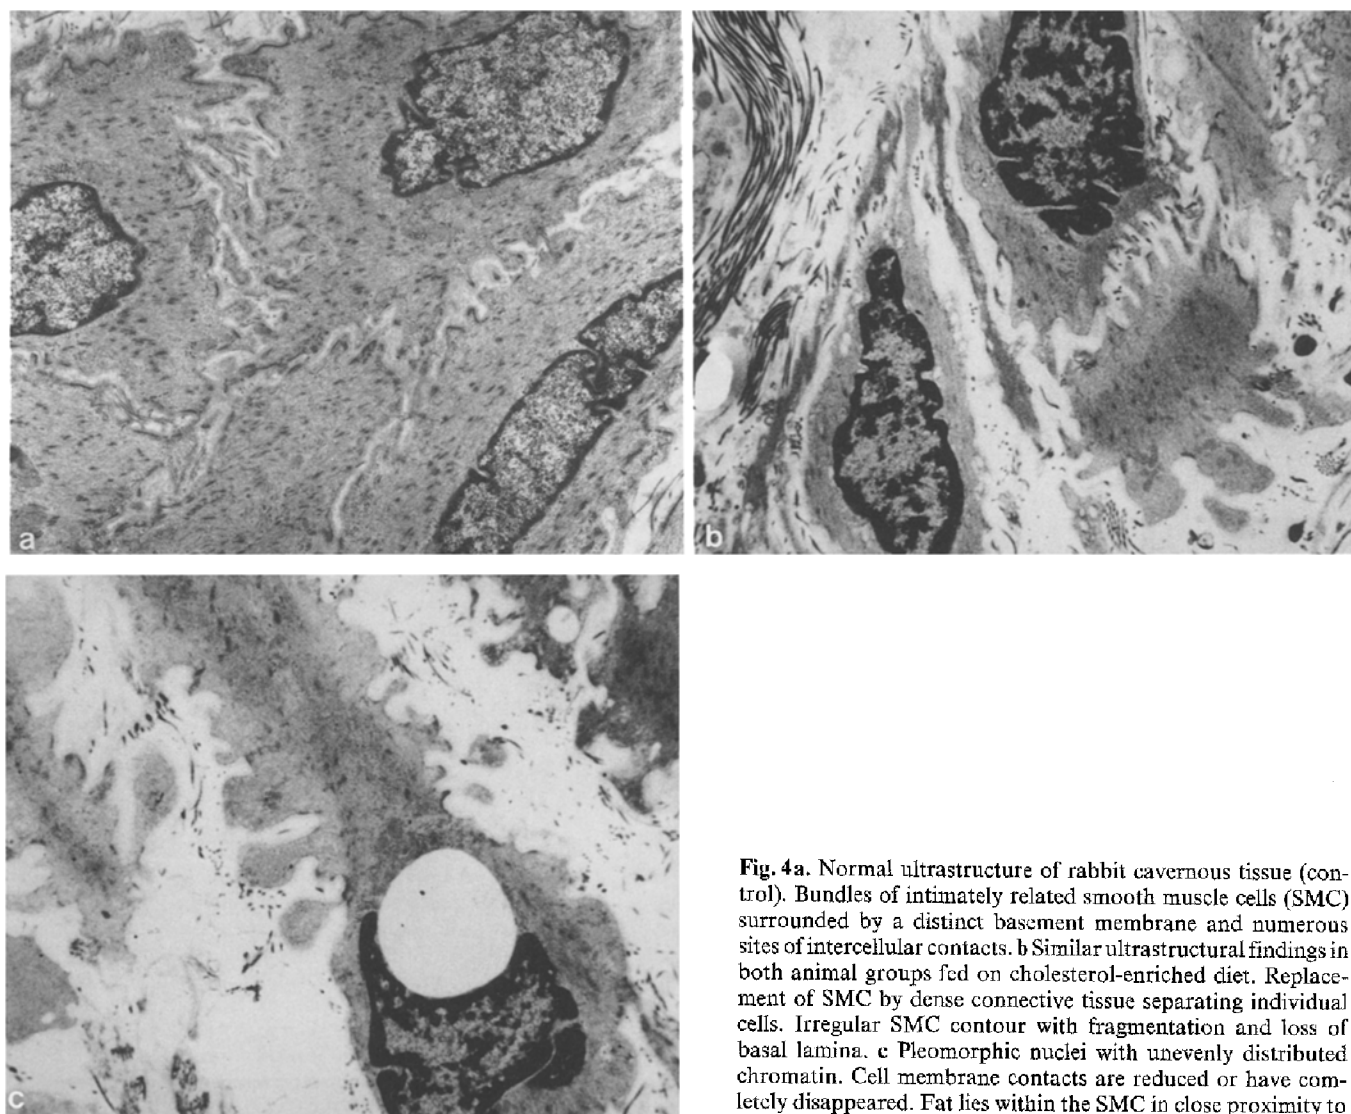 a
b
c
Fig. 4a. Normal ultrastructure of rabbit cavernous tissue (con-
trol). Bundles of intimately related smooth muscle cells (SMC)
surrounded by a distinct basement membrane and numerous
sites of intercellular contacts. b Similar ultrastructural findings in
both animal groups fed on cholesterol-enriched diet. Replace-
ment of SMC by dense connective tissue separating individual
cells. Irregular SMC contour with fragmentation and loss of
basal lamina. c Pleomorphic nuclei with unevenly distributed
chromatin. Cell membrane contacts are reduced or have com-
letely disappeared. Fat lies within the SMC in close proximity to